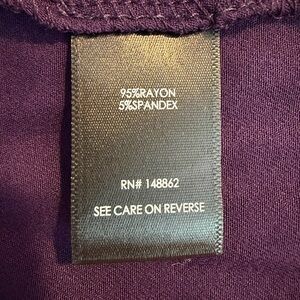 95%RAYON
5%SPANDEX
RN# 148862
SEE CARE ON REVERSE